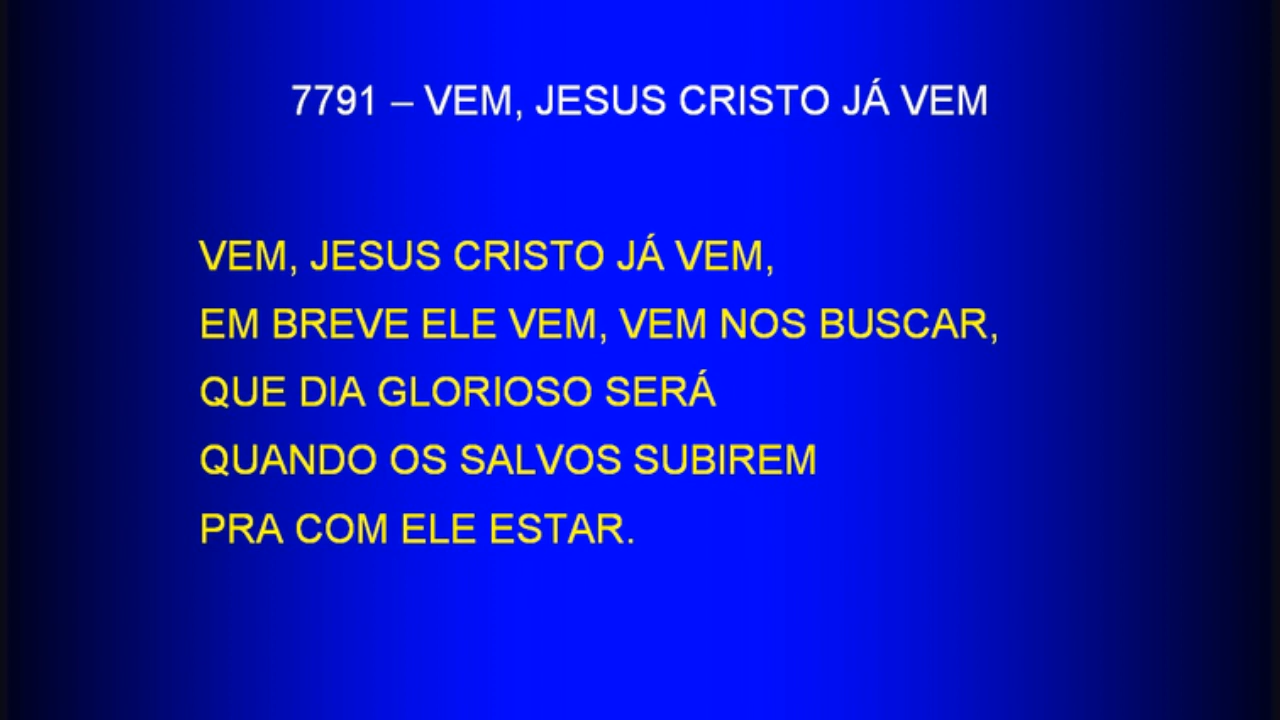 7791 – VEM, JESUS CRISTO JÁ VEM
VEM, JESUS CRISTO JÁ VEM,
EM BREVE ELE VEM, VEM NOS BUSCAR,
QUE DIA GLORIOSO SERÁ
QUANDO OS SALVOS SUBIREM
PRA COM ELE ESTAR.